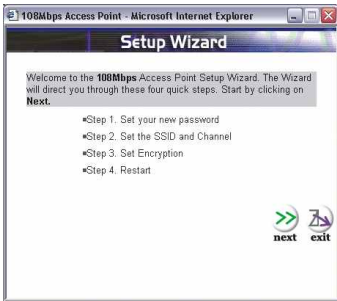 108Mbps Access Point - Microsoft Internet Explorer
Setup Wizard
Welcome to the 108Mbps Access Point Setup Wizard. The Wizard
will direct you through these four quick steps. Start by clicking on
Next.
Step 1. Set your new password
Step 2. Set the SSID and Channel
Step 3. Set Encryption
Step 4. Restart
next exit